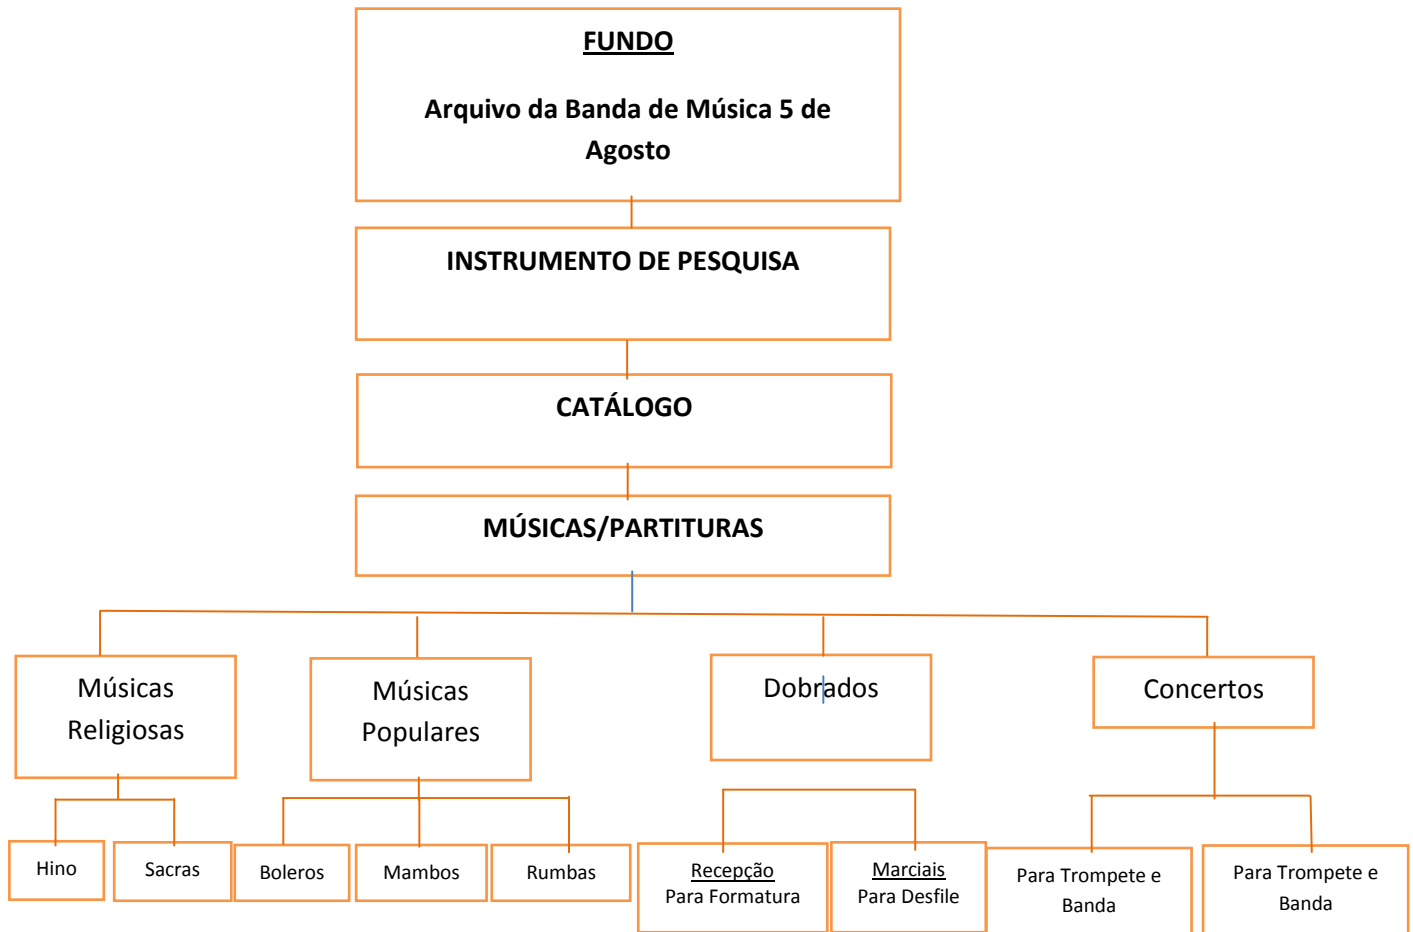 FUNDO
Arquivo da Banda de Música 5 de
Agosto
INSTRUMENTO DE PESQUISA
CATÁLOGO
MÚSICAS/PARTITURAS
Músicas
Religiosas
Músicas
Populares
Dobrados
Concertos
Hino
Sacras
Boleros
Mambos
Rumbas
Recepção
Para Formatura
Marciais
Para Desfile
Para Trompete e
Banda
Para Trompete e
Banda